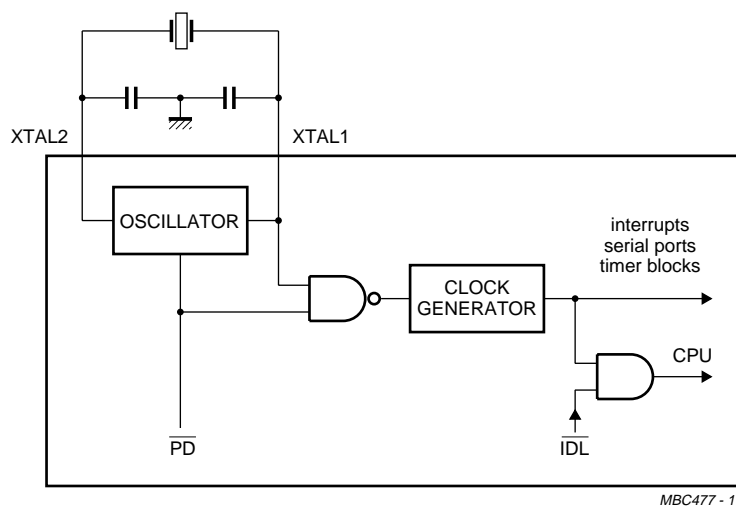 XTAL2
XTAL1
OSCILLATOR
interrupts
serial ports
timer blocks
CLOCK
GENERATOR
CPU
PD
IDL
MBC477 - 1